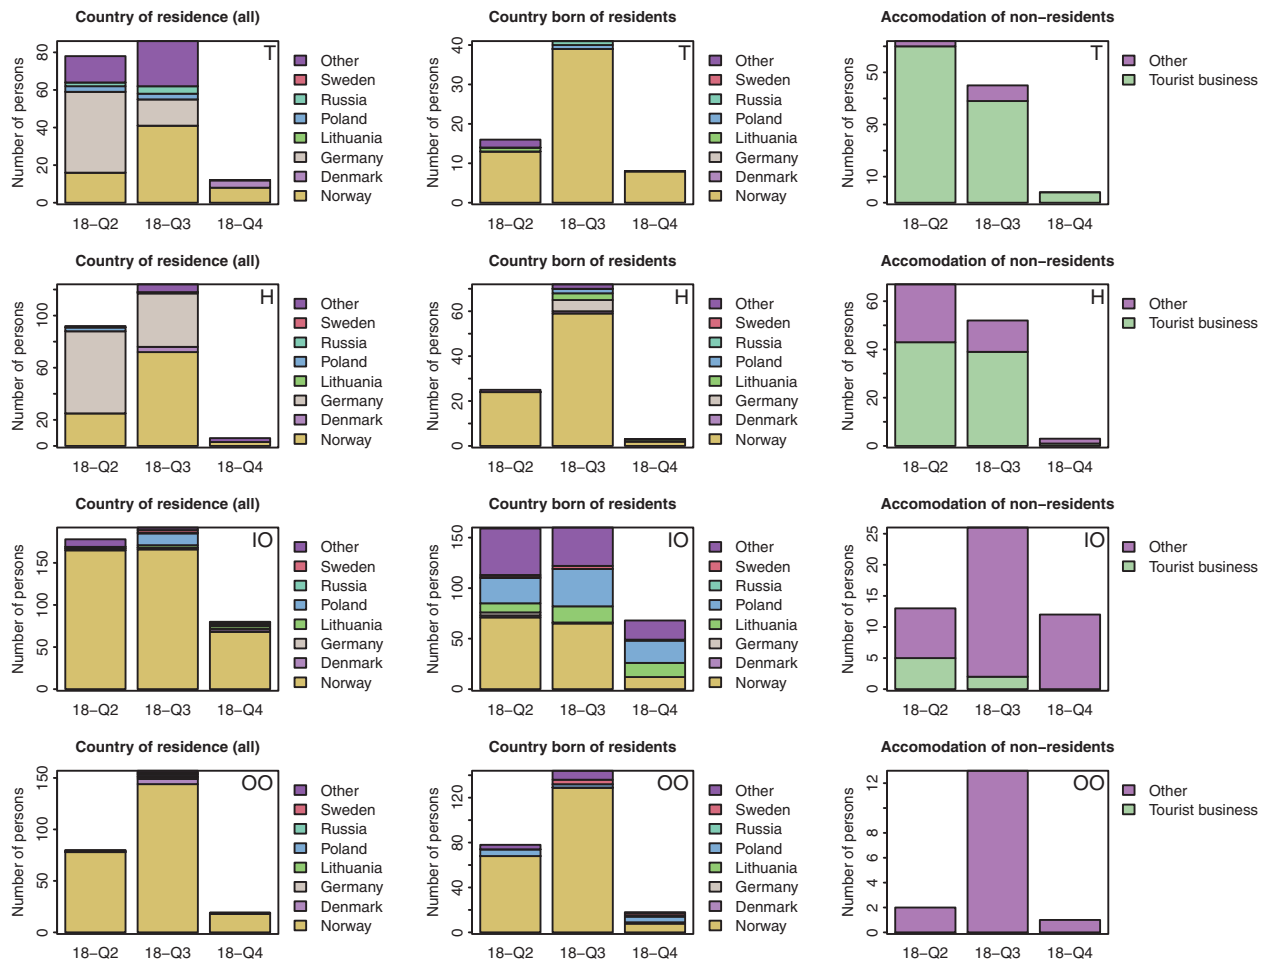 Country of residence (all)
Number of persons
0 20 40 60 80
T
18-Q2 18-Q3 18-Q4
Other
Sweden
Russia
Poland
Lithuania
Germany
Denmark
Norway
Country born of residents
Number of persons
0 10 20 30 40
T
18-Q2 18-Q3 18-Q4
Other
Sweden
Russia
Poland
Lithuania
Germany
Denmark
Norway
Accomodation of non-residents
Number of persons
0 10 30 50
T
18-Q2 18-Q3 18-Q4
Other
Tourist business
Country of residence (all)
Number of persons
0 20 60 100
H
18-Q2 18-Q3 18-Q4
Other
Sweden
Russia
Poland
Lithuania
Germany
Denmark
Norway
Country born of residents
Number of persons
0 20 40 60
H
18-Q2 18-Q3 18-Q4
Other
Sweden
Russia
Poland
Lithuania
Germany
Denmark
Norway
Accomodation of non-residents
Number of persons
0 20 40 60
H
18-Q2 18-Q3 18-Q4
Other
Tourist business
Country of residence (all)
Number of persons
0 50 100 150
IO
18-Q2 18-Q3 18-Q4
Other
Sweden
Russia
Poland
Lithuania
Germany
Denmark
Norway
Country born of residents
Number of persons
0 50 100 150
IO
18-Q2 18-Q3 18-Q4
Other
Sweden
Russia
Poland
Lithuania
Germany
Denmark
Norway
Accomodation of non-residents
Number of persons
0 5 10 15 20 25
IO
18-Q2 18-Q3 18-Q4
Other
Tourist business
Country of residence (all)
Number of persons
0 50 100 150
OO
18-Q2 18-Q3 18-Q4
Other
Sweden
Russia
Poland
Lithuania
Germany
Denmark
Norway
Country born of residents
Number of persons
0 40 80 120
OO
18-Q2 18-Q3 18-Q4
Other
Sweden
Russia
Poland
Lithuania
Germany
Denmark
Norway
Accomodation of non-residents
Number of persons
0 2 4 6 8 12
OO
18-Q2 18-Q3 18-Q4
Other
Tourist business